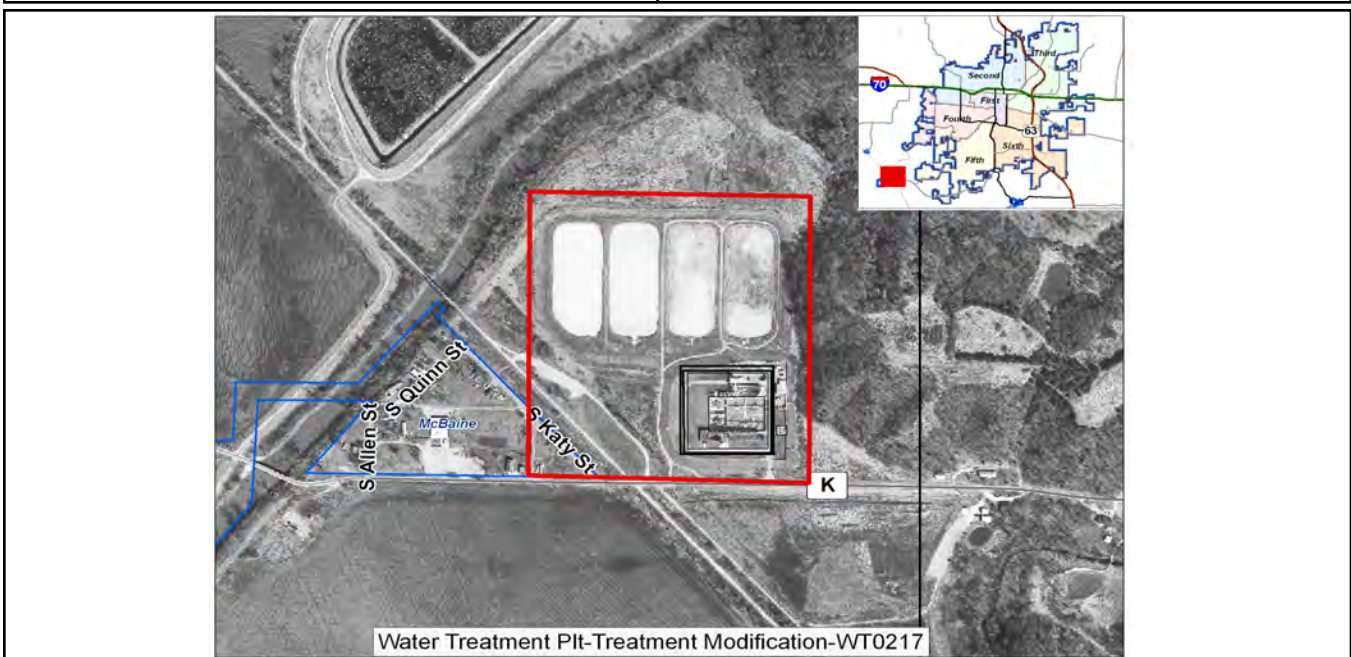 Third
Second
70
First
Fourth
63
Sixth
Fifth
S Quinn St
McBaine
S Allen St
S Katy St
K
Water Treatment Plt-Treatment Modification-WT0217